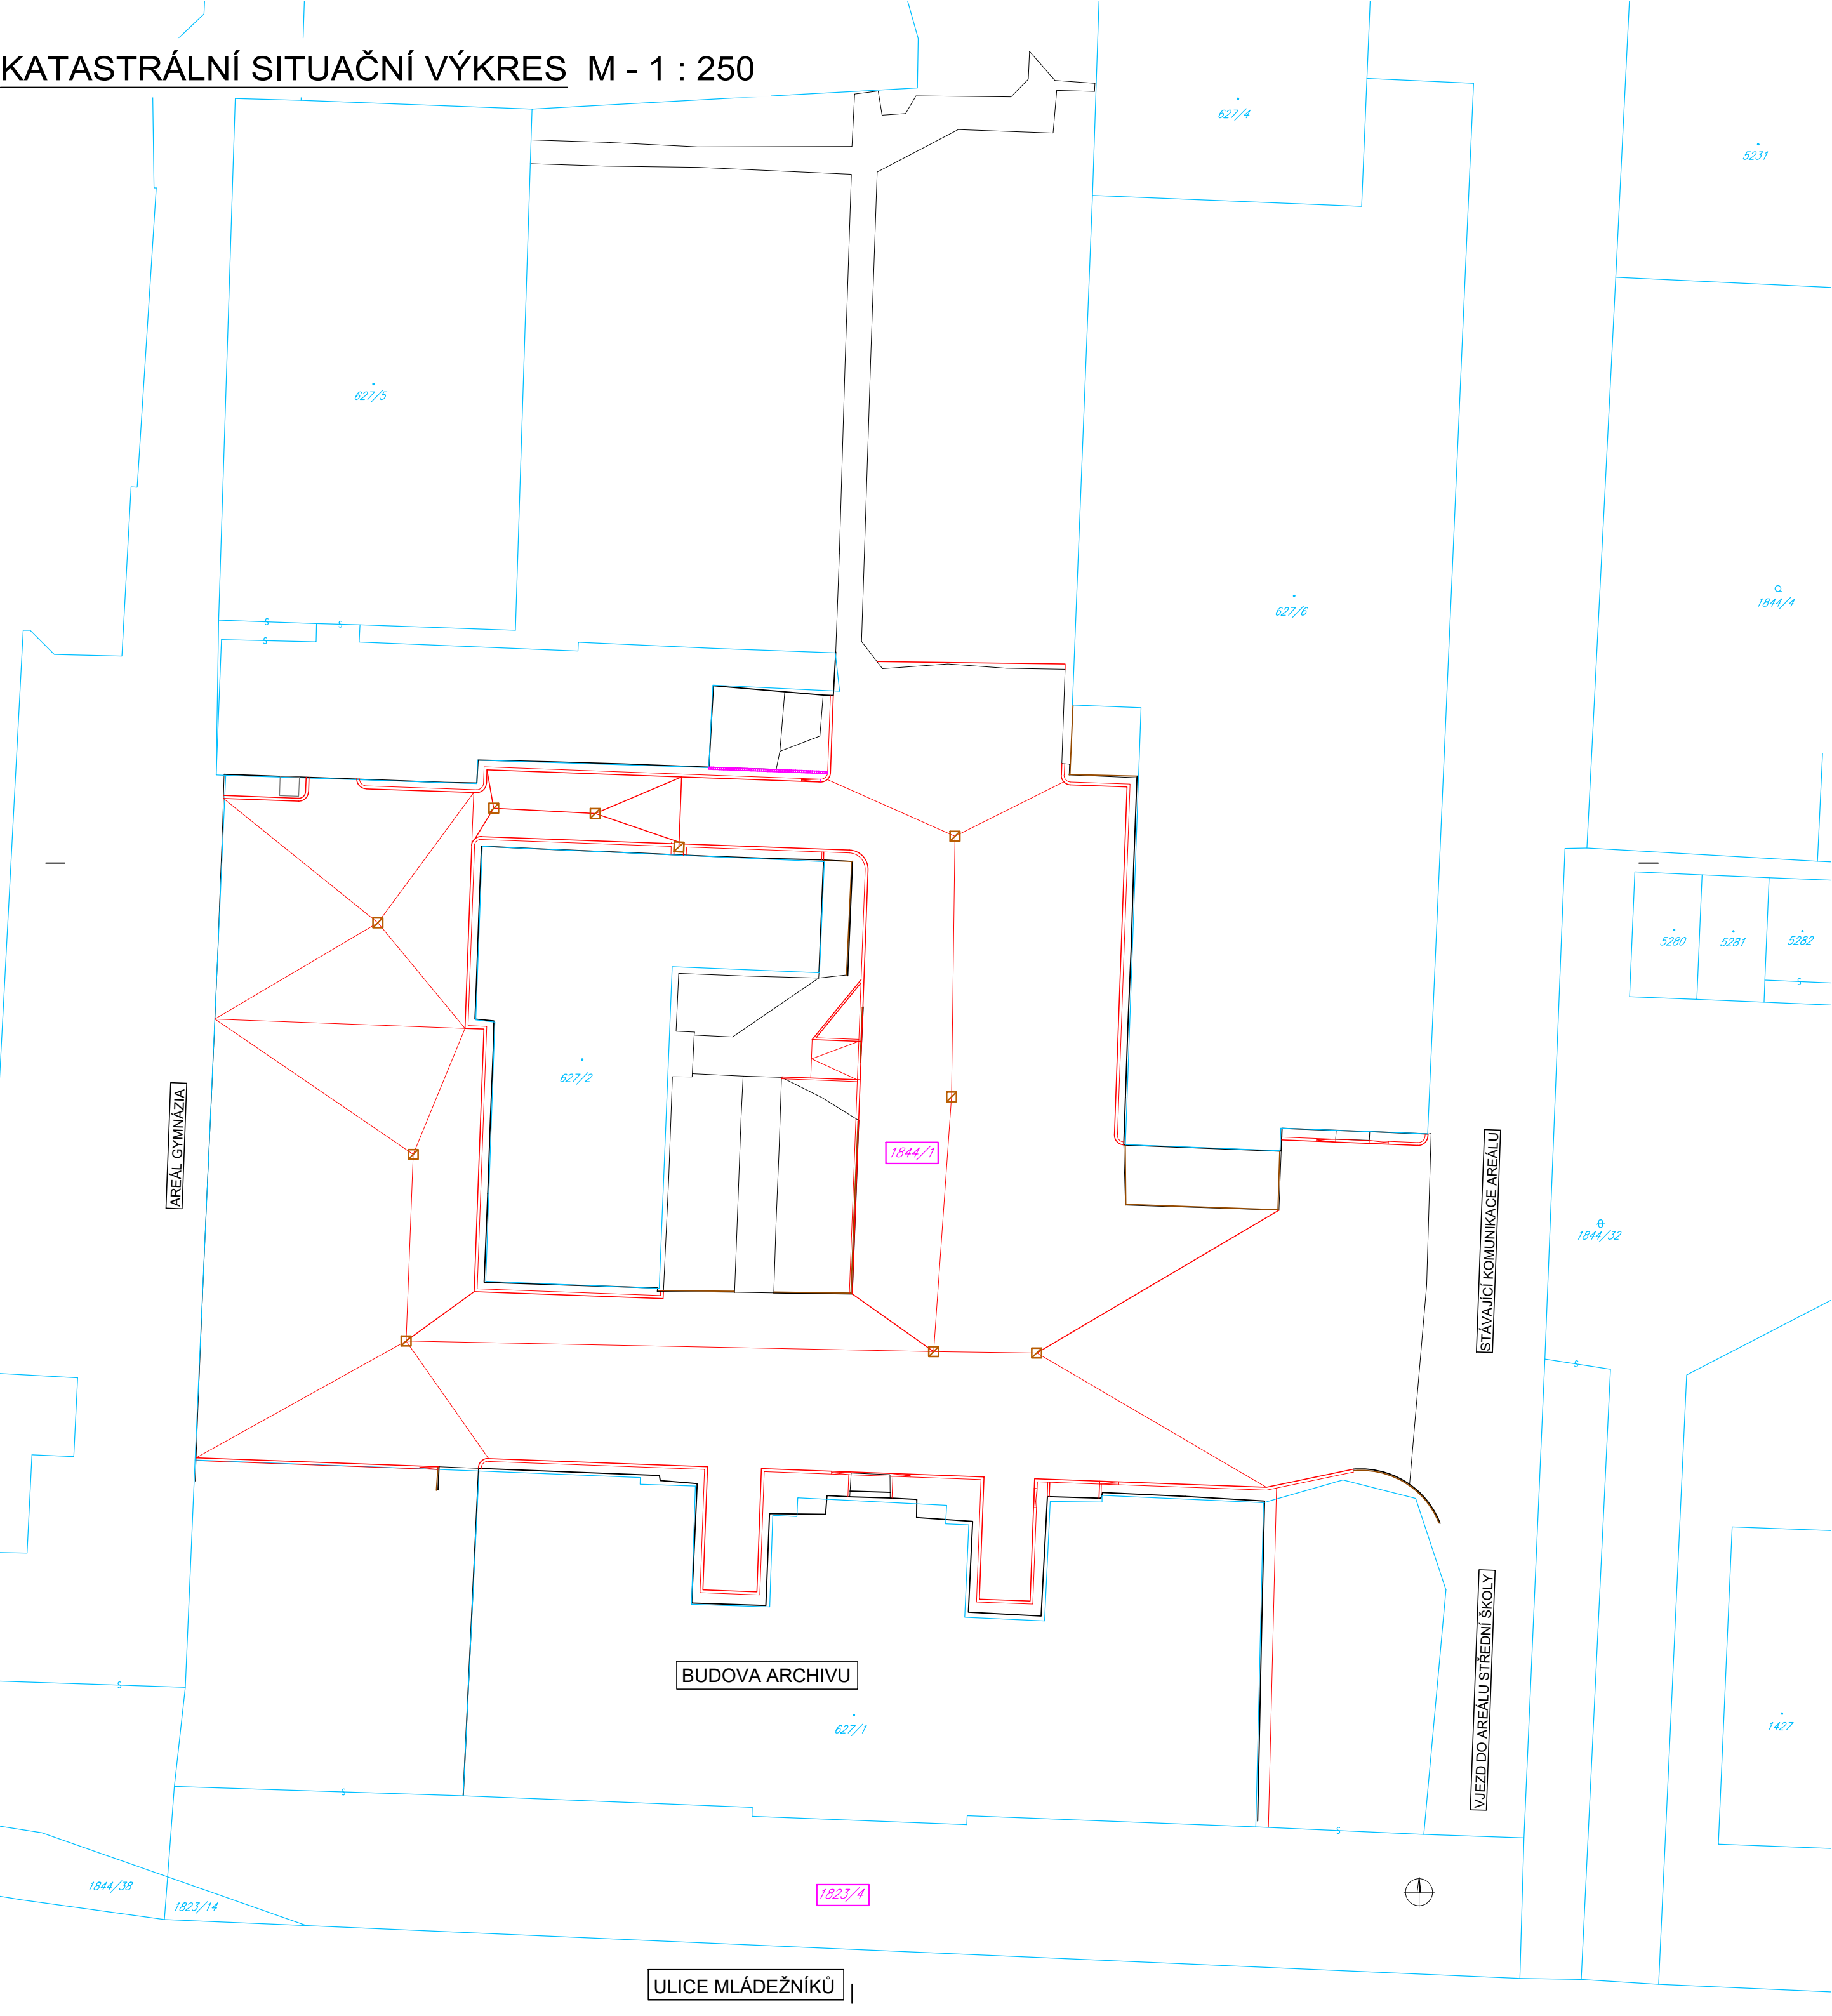 KATASTRÁLNÍ SITUAČNÍ VÝKRES M - 1 : 250
627/4
5231
627/5
627/6
1844/4
5280
5281
5282
627/2
AREÁL GYMNÁZIA
1844/1
STÁVAJÍCÍ KOMUNIKACE AREÁLU
1844/32
BUDOVA ARCHIVU
627/1
VJEZD DO AREÁLU STŘEDNÍ ŠKOLY
1427
1844/38
1823/14
1823/4
ULICE MLÁDEŽNÍKŮ